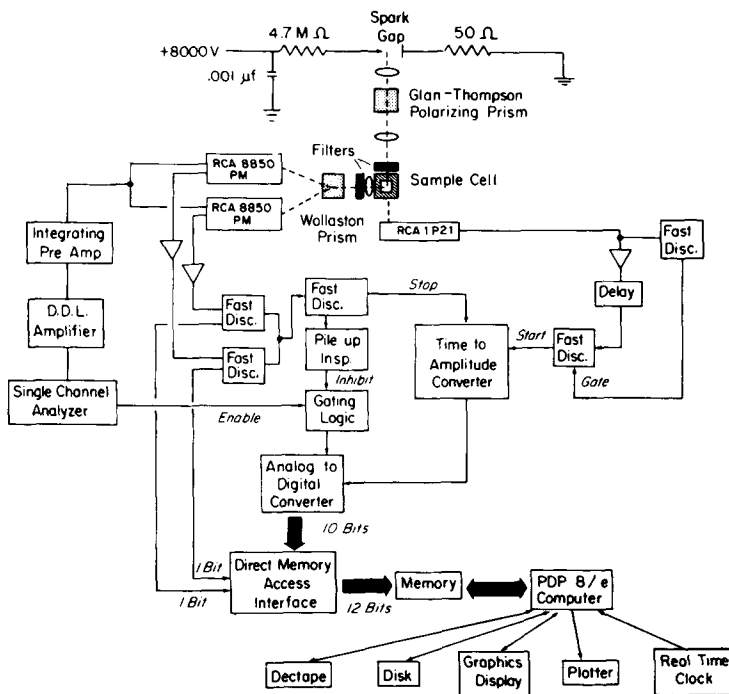 Spark
Gap
+8000V
4.7 M Ω
50 Ω
.001 μf
Glan-Thompson
Polarizing Prism
Filters
RCA 8850
PM
Sample Cell
RCA 8850
PM
Wollaston
Prism
RCA 1P21
Integrating
Pre Amp
Fast
Disc.
Delay
D.D.L.
Amplifier
Fast
Disc.
Fast
Disc.
Stop
Start
Fast
Disc.
Pile up
Insp.
Time to
Amplitude
Converter
Fast
Disc.
Gate
Single Channel
Analyzer
Inhibit
Enable
Gating
Logic
Analog to
Digital
Converter
10 Bits
1 Bit
1 Bit
Direct Memory
Access
Interface
12 Bits
Memory
PDP 8/e
Computer
Dectape
Disk
Graphics
Display
Plotter
Real Time
Clock